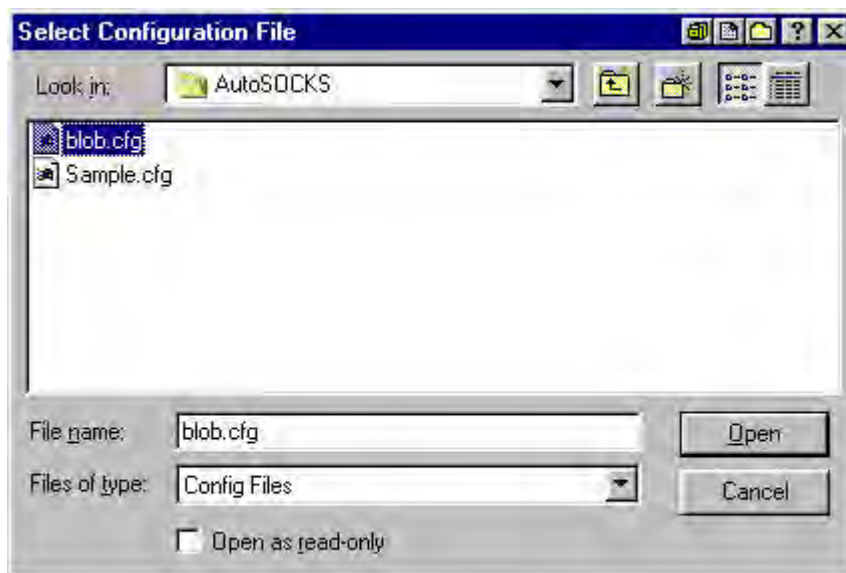 Select Configuration File
Look in: AutoSOCKS
blob.cfg
Sample.cfg
File name: blob.cfg Open
Files of type: Config Files Cancel
Open as read-only